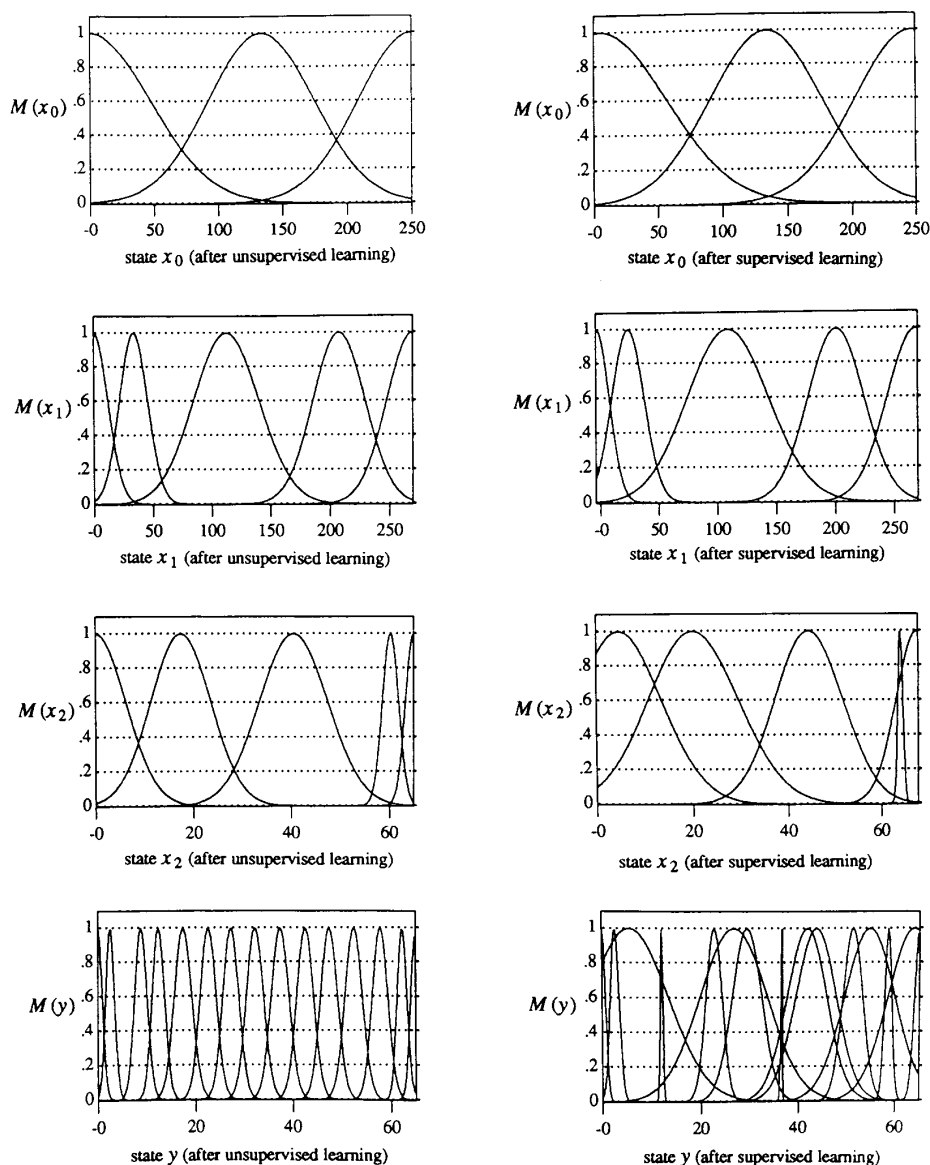 1
.8
M(x0) .6
.4
.2
0
-0 50 100 150 200 250
state x0 (after unsupervised learning)
1
.8
M(x0) .6
.4
.2
0
-0 50 100 150 200 250
state x0 (after supervised learning)
1
.8
M(x1) .6
.4
.2
0
-0 50 100 150 200 250
state x1 (after unsupervised learning)
1
.8
M(x1) .6
.4
.2
0
-0 50 100 150 200 250
state x1 (after supervised learning)
1
.8
M(x2) .6
.4
.2
0
-0 20 40 60
state x2 (after unsupervised learning)
1
.8
M(x2) .6
.4
.2
0
-0 20 40 60
state x2 (after supervised learning)
1
.8
M(y) .6
.4
.2
0
-0 20 40 60
state y (after unsupervised learning)
1
.8
M(y) .6
.4
.2
0
-0 20 40 60
state y (after supervised learning)